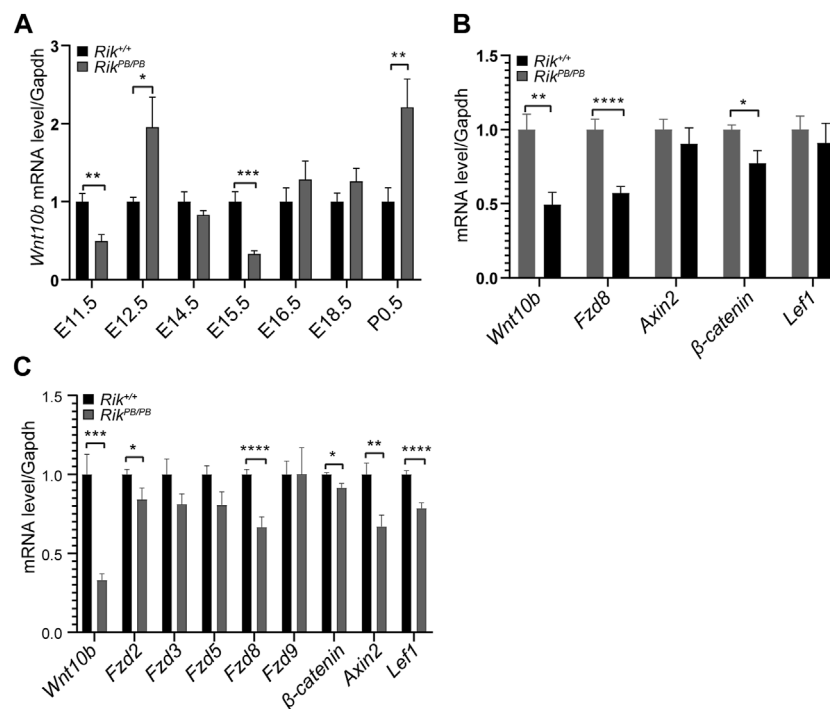 A
Wnt10b mRNA level/Gapdh
3
2
1
0
Rik+/+
RikPB/PB
**
*
***
**
E11.5
E12.5
E14.5
E15.5
E16.5
E18.5
P0.5
B
mRNA level/Gapdh
1.5
1.0
0.5
0.0
Rik+/+
RikPB/PB
**
****
*
Wnt10b
Fzd8
Axin2
β-catenin
Lef1
C
mRNA level/Gapdh
1.5
1.0
0.5
0.0
Rik+/+
RikPB/PB
***
*
****
*
**
****
Wnt10b
Fzd2
Fzd3
Fzd5
Fzd8
Fzd9
β-catenin
Axin2
Lef1